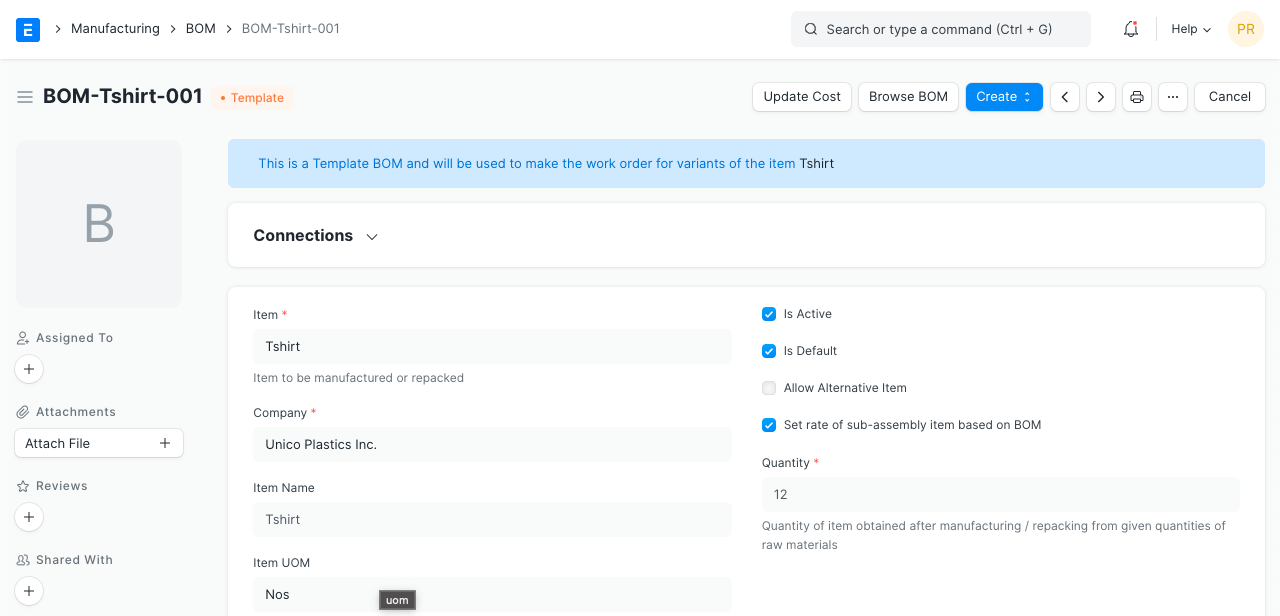 E
Manufacturing BOM BOM-Tshirt-001
Search or type a command (Ctrl + G)
Help
PR
BOM-Tshirt-001
Template
Update Cost
Browse BOM
Create
Cancel
This is a Template BOM and will be used to make the work order for variants of the item Tshirt
B
Connections
Assigned To
Attachments
Attach File
Reviews
Shared With
Item *
Tshirt
Item to be manufactured or repacked
Company *
Unico Plastics Inc.
Item Name
Tshirt
Item UOM
Nos
uom
Is Active
Is Default
Allow Alternative Item
Set rate of sub-assembly item based on BOM
Quantity *
12
Quantity of item obtained after manufacturing / repacking from given quantities of
raw materials